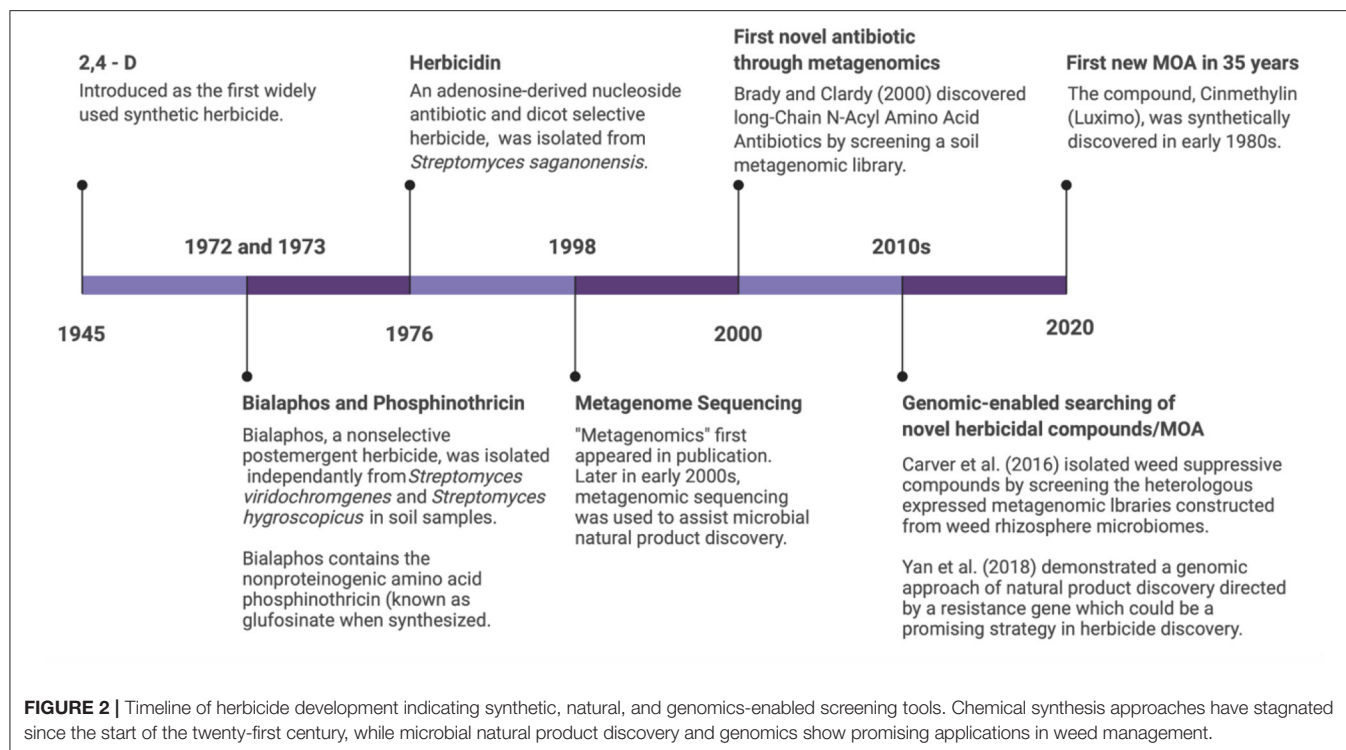 2,4 - D
Introduced as the first widely
used synthetic herbicide.
Herbicidin
An adenosine-derived nucleoside
antibiotic and dicot selective
herbicide, was isolated from
Streptomyces saganonensis.
First novel antibiotic
through metagenomics
Brady and Clardy (2000) discovered
long-Chain N-Acyl Amino Acid
Antibiotics by screening a soil
metagenomic library.
First new MOA in 35 years
The compound, Cinmethylin
(Luximo), was synthetically
discovered in early 1980s.
1972 and 1973
1998
2010s
1945
1976
2000
2020
Bialaphos and Phosphinothricin
Bialaphos, a nonselective
postemergent herbicide, was isolated
independently from Streptomyces
viridochromgenes and Streptomyces
hygroscopicus in soil samples.
Bialaphos contains the
nonproteinogenic amino acid
phosphinothricin (known as
glufosinate when synthesized.
Metagenome Sequencing
"Metagenomics" first
appeared in publication.
Later in early 2000s,
metagenomic sequencing
was used to assist microbial
natural product discovery.
Genomic-enabled searching of
novel herbicidal compounds/MOA
Carver et al. (2016) isolated weed suppressive
compounds by screening the heterologous
expressed metagenomic lbraries constructed
from weed rhizosphere microbiomes.
Yan et al. (2018) demonstrated a genomic
approach of natural product discovery directed
by a resistance gene which could be a
promising strategy in herbicide discovery.
FIGURE 2 | Timeline of herbicide development indicating synthetic, natural, and genomics-enabled screening tools. Chemical synthesis approaches have stagnated
since the start of the twenty-first century, while microbial natural product discovery and genomics show promising applications in weed management.